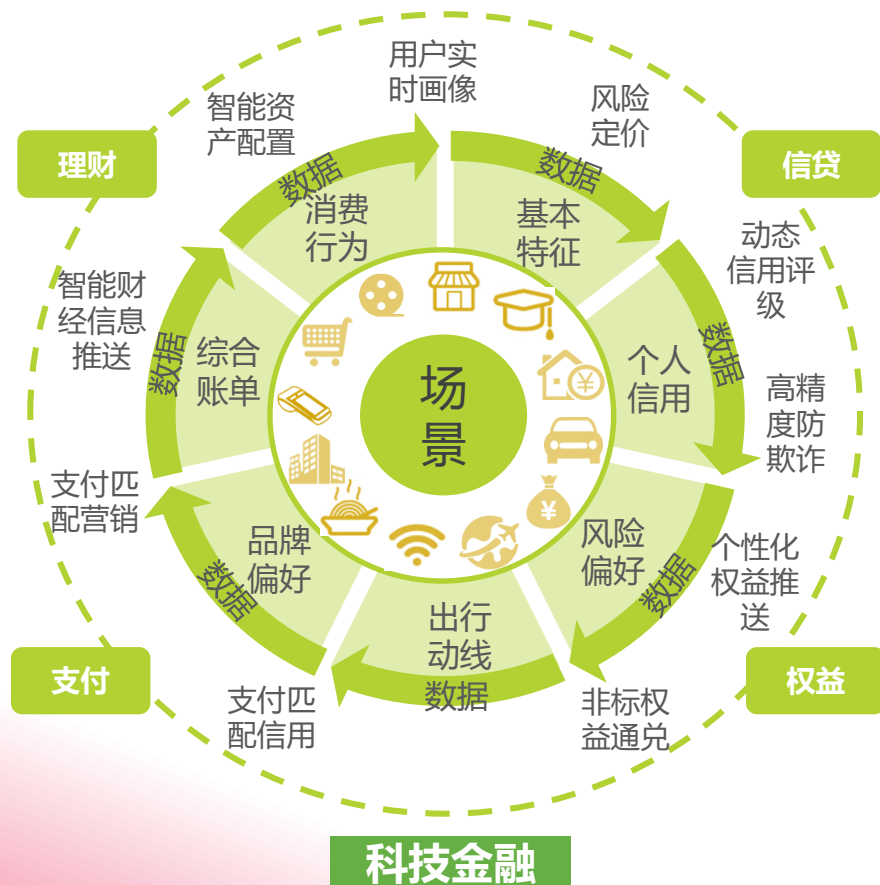 用户实
时画像
智能资
产配置
风险
定价
理财
信贷
数据
数据
消费
行为
基本
特征
动态
信用评
级
智能财
经信息
推送
数据
综合
账单
个人
信用
数据
场
景
高精
度防
欺诈
支付匹
配营销
品牌
偏好
风险
偏好
个性化
权益推
送
数据
数据
出行
动线
数据
支付
权益
支付匹
配信用
非标权
益通兑
科技金融
¥
¥